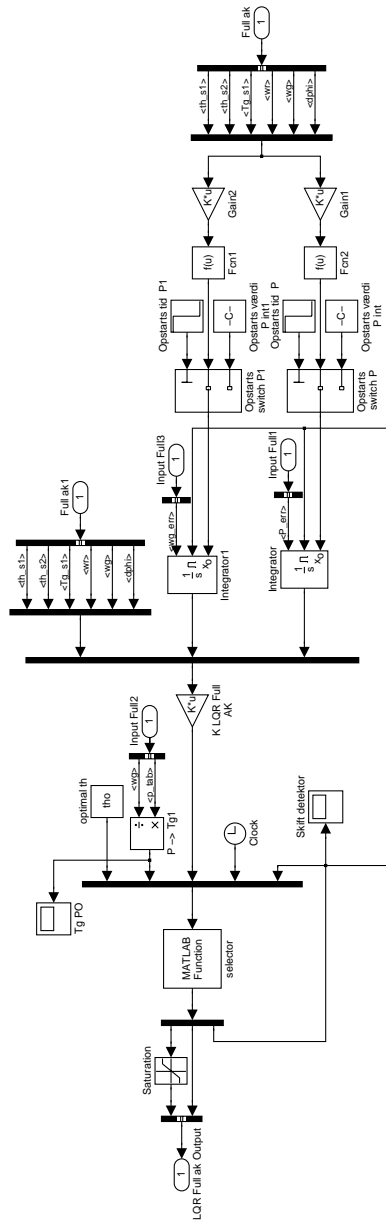 Full ak
1
<th_s1>
<th_s2>
<Tg_s1>
<wr>
<wg>
<dphi>
K*u
Gain2
K*u
Gain1
f(u)
Fcn1
f(u)
Fcn2
Opstarts tid P1
-C-
Opstarts værdi
P int1
Opstarts tid P
-C-
Opstarts værdi
P int
Opstarts
switch P1
Opstarts
switch P
Input Full3
1
<wg_err>
Input Full1
1
<P_err>
1
s
xo
Integrator1
1
s
xo
Integrator
Full ak1
1
<th_s1>
<th_s2>
<Tg_s1>
<wr>
<wg>
<dphi>
K*u
K LQR Full
AK
Input Full2
1
<wg>
<p_tab>
optimal th
tho
÷
×
P -> Tg1
Tg PO
Clock
Skift detektor
MATLAB
Function
selector
Saturation
1
LQR Full ak Output